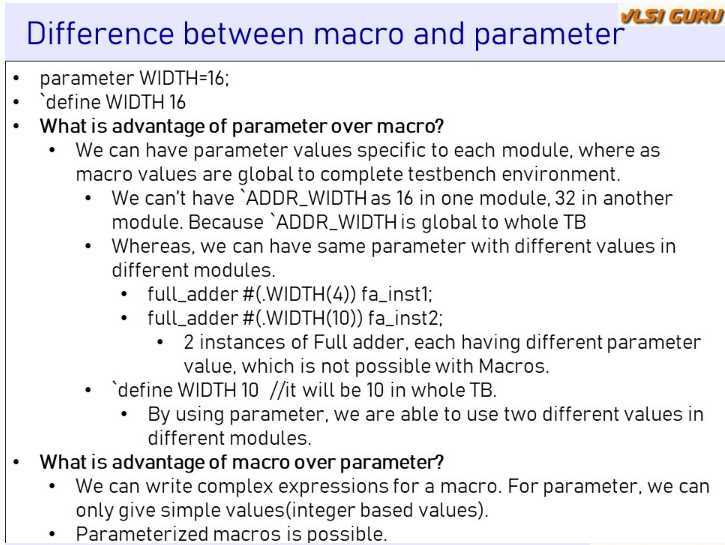 VLSI GURU
Difference between macro and parameter
• parameter WIDTH=16;
• `define WIDTH 16
• What is advantage of parameter over macro?
• We can have parameter values specific to each module, where as
macro values are global to complete testbench environment.
• We can't have `ADDR_WIDTH as 16 in one module, 32 in another
module. Because `ADDR_WIDTH is global to whole TB
• Whereas, we can have same parameter with different values in
different modules.
• full_adder #(.WIDTH(4)) fa_inst1;
• full_adder #(.WIDTH(10)) fa_inst2;
• 2 instances of Full adder, each having different parameter
value, which is not possible with Macros.
• `define WIDTH 10 //it will be 10 in whole TB.
• By using parameter, we are able to use two different values in
different modules.
• What is advantage of macro over parameter?
• We can write complex expressions for a macro. For parameter, we can
only give simple values(integer based values).
• Parameterized macros is possible.